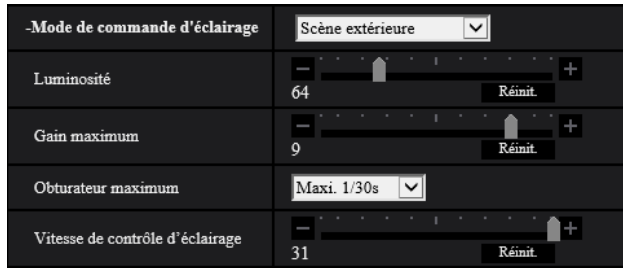 -Mode de commande d'éclairage
Scène extérieure
Luminosité
− +
64 Réinit.
Gain maximum
− +
9 Réinit.
Obturateur maximum
Maxi. 1/30s
Vitesse de contrôle d’éclairage
− +
31 Réinit.